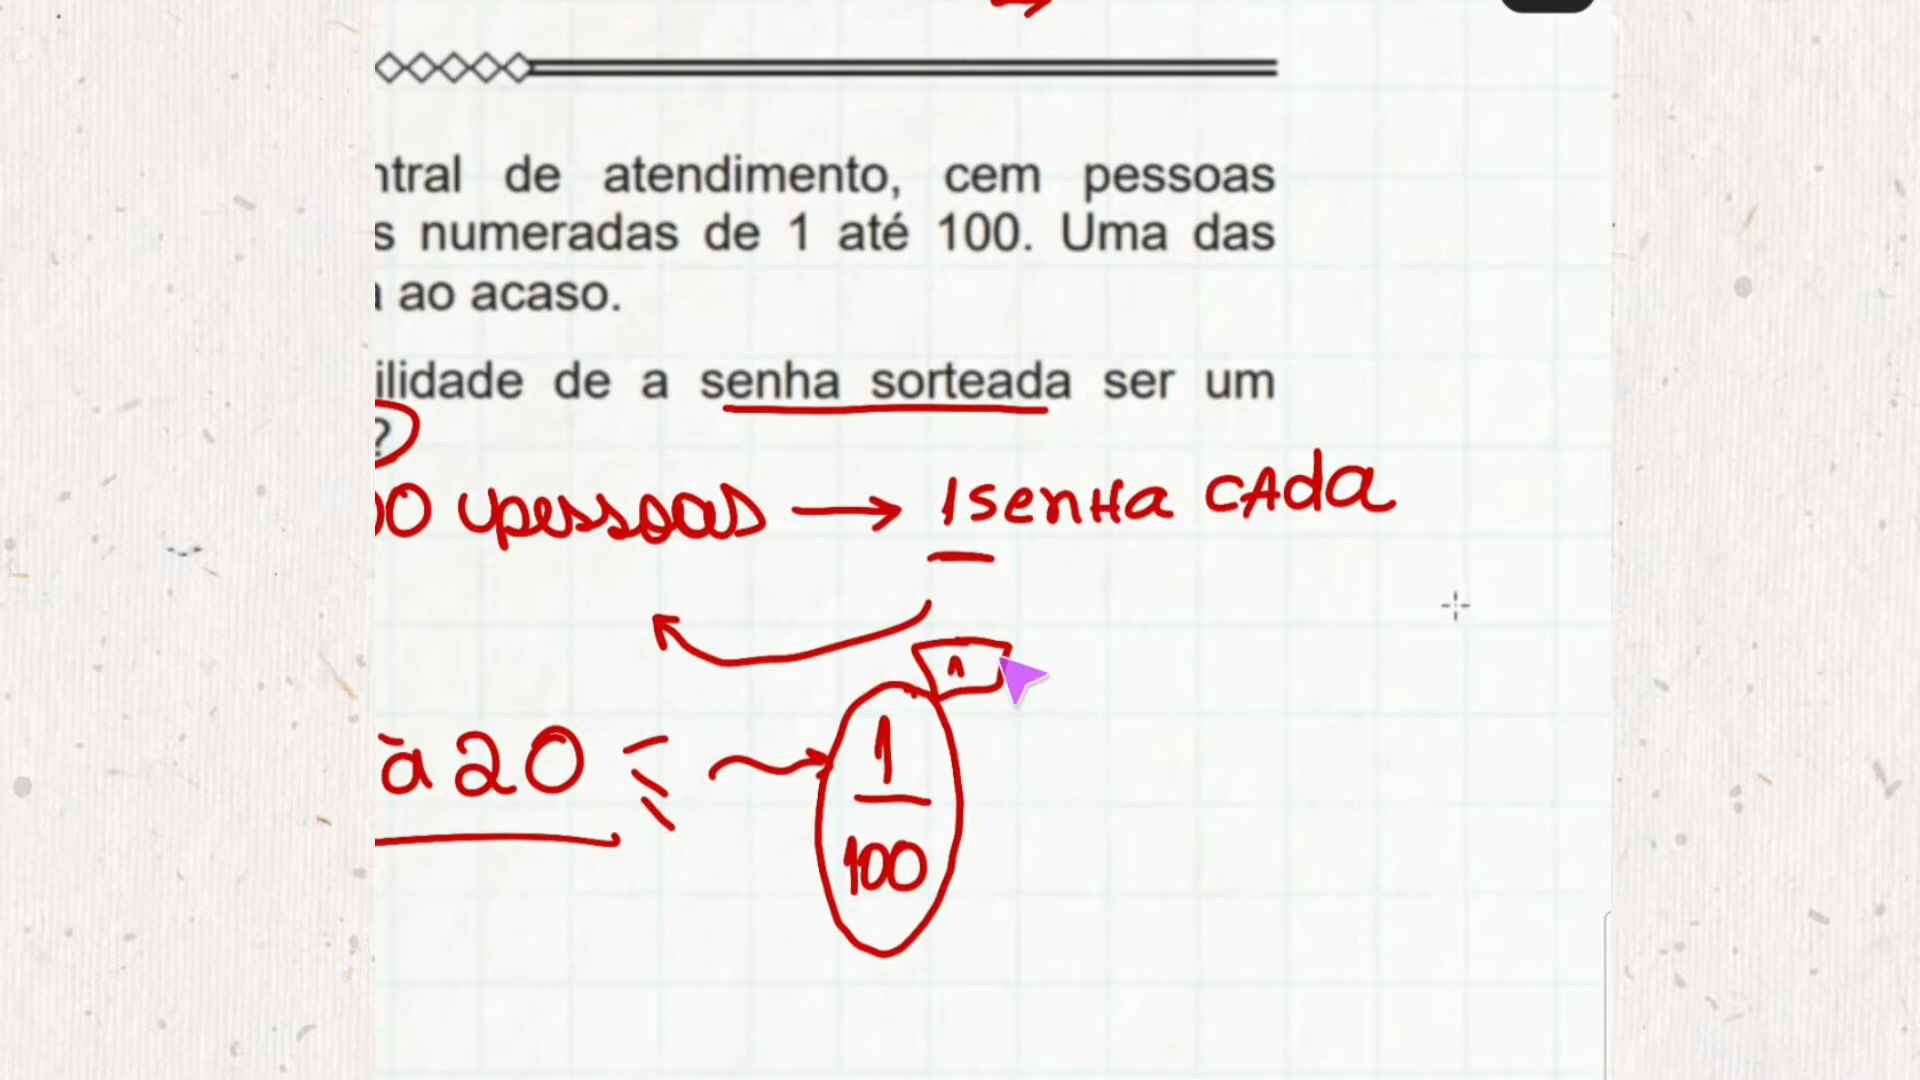 ntral de atendimento, cem pessoas
s numeradas de 1 até 100. Uma das
ao acaso.
ilidade de a senha sorteada ser um
?
00 pessoas → 1 senHa CAda
1
à 20
1
100